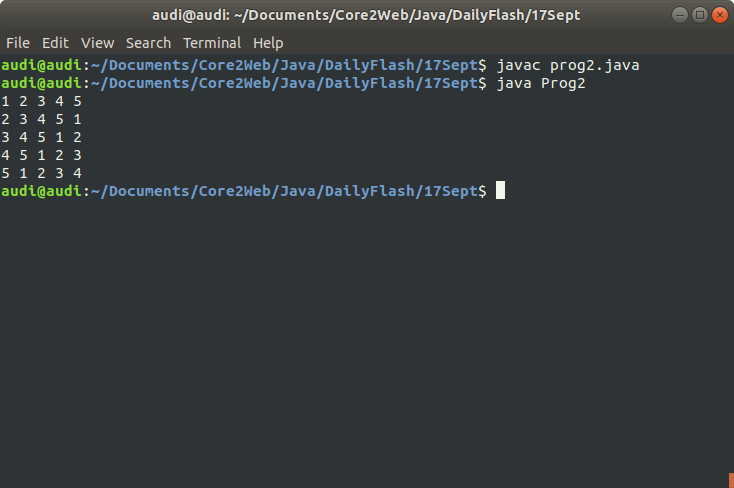 audi@audi: ~/Documents/Core2Web/Java/DailyFlash/17Sept
File Edit View Search Terminal Help
audi@audi:~/Documents/Core2Web/Java/DailyFlash/17Sept$ javac prog2.java
audi@audi:~/Documents/Core2Web/Java/DailyFlash/17Sept$ java Prog2
1 2 3 4 5
2 3 4 5 1
3 4 5 1 2
4 5 1 2 3
5 1 2 3 4
audi@audi:~/Documents/Core2Web/Java/DailyFlash/17Sept$